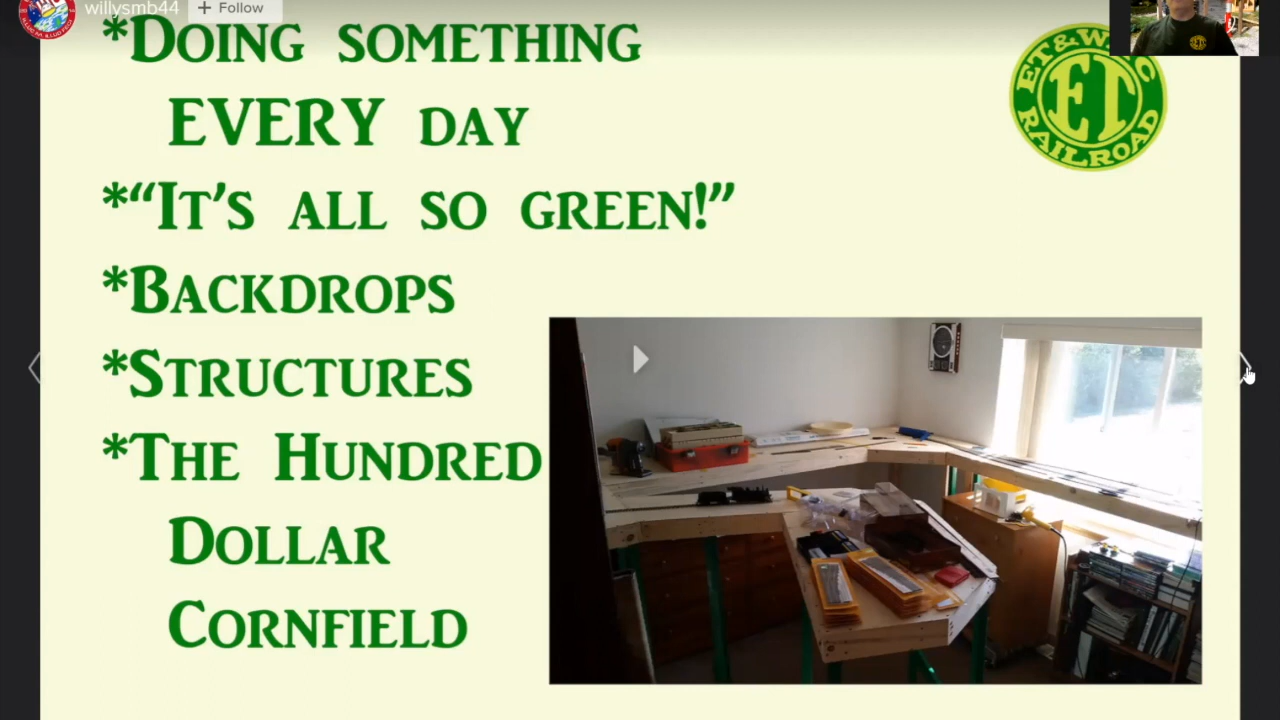 willysmb44
+ Follow
*Doing something
EVERY day
*“It’s all so green!”
*Backdrops
*Structures
*The Hundred
Dollar
Cornfield
ET&W.
C
ET
RAILROAD